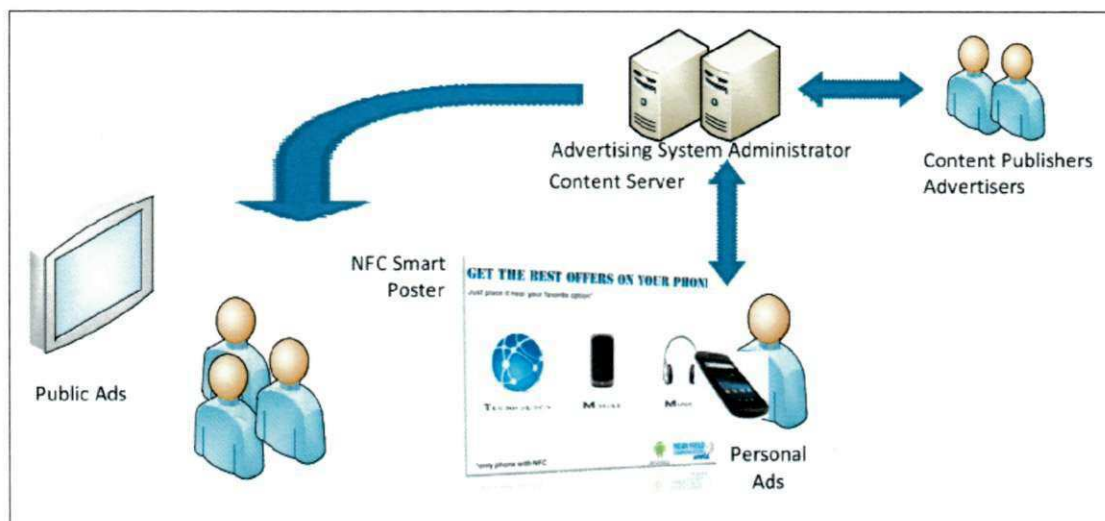 Advertising System Administrator
Content Server
Content Publishers
Advertisers
NFC Smart
Poster
GET THE BEST OFFERS ON YOUR PHON
Just place it near your favorite option*
Public Ads
*only phone with NFC
Personal
Ads